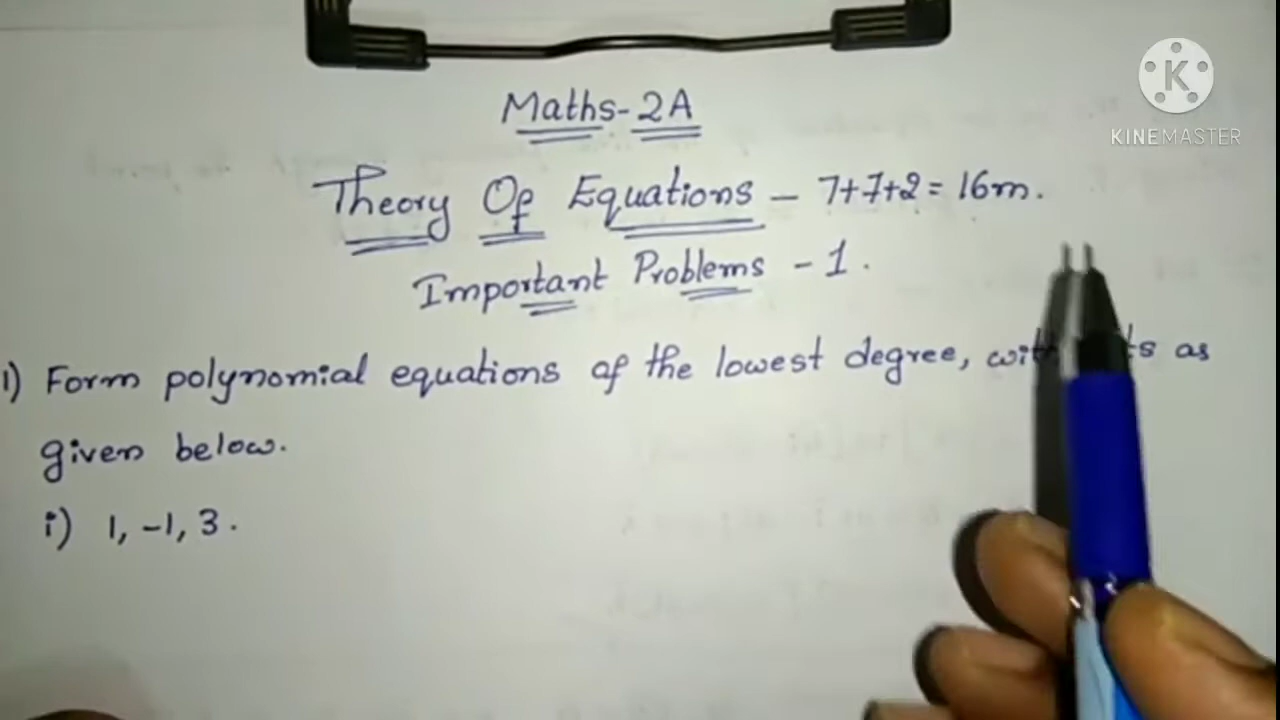 Maths-2A
KINEMASTER
Theory Of Equations - 7+7+2 = 16m.
Important Problems - 1.
1) Form polynomial equations of the lowest degree, as
given below.
i) 1, -1, 3.